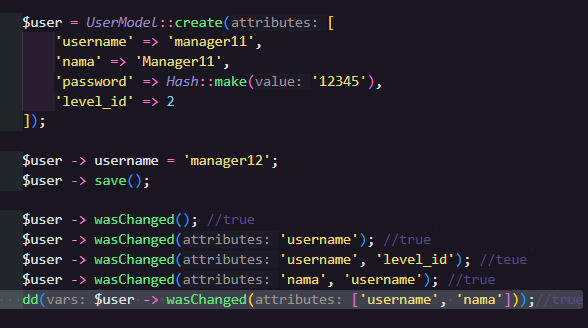 $user = UserModel::create(attributes: [
'username' => 'manager11',
'nama' => 'Manager11',
'password' => Hash::make(value: '12345'),
'level_id' => 2
]);
$user -> username = 'manager12';
$user -> save();
$user -> wasChanged(); //true
$user -> wasChanged(attributes: 'username'); //true
$user -> wasChanged(attributes: 'username', 'level_id'); //teue
$user -> wasChanged(attributes: 'nama', 'username'); //true
dd(vars: $user -> wasChanged(attributes: ['username', 'nama']));//true